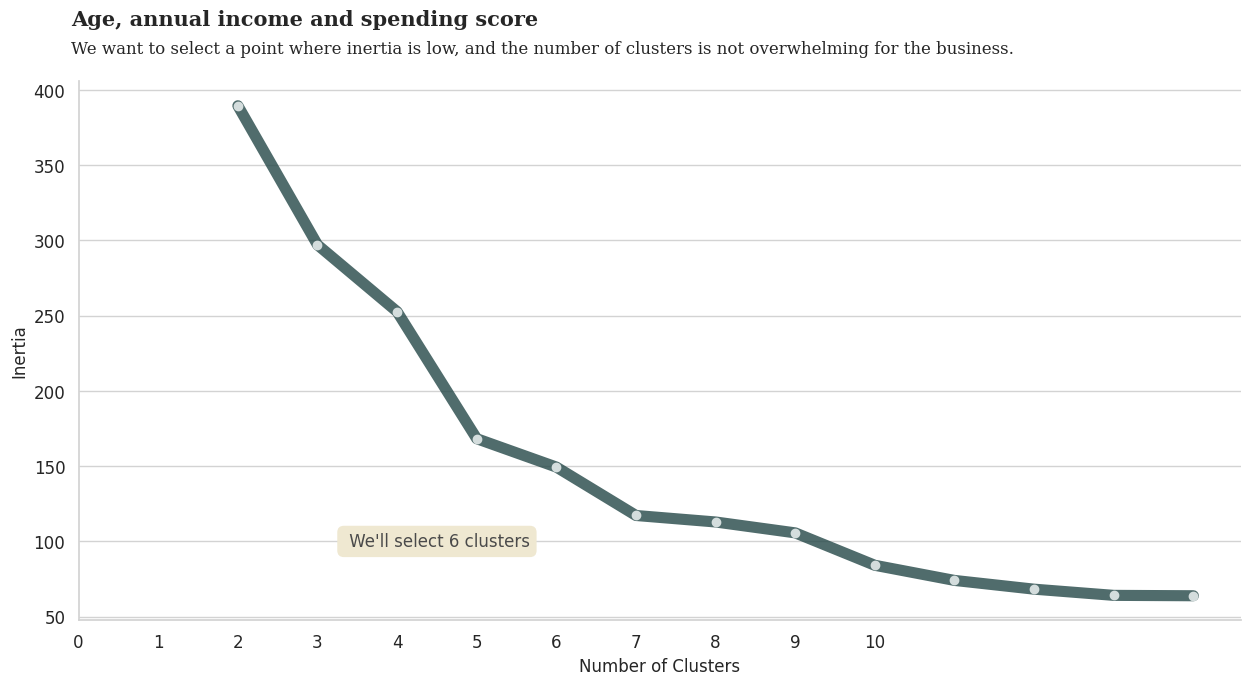 Age, annual income and spending score
We want to select a point where inertia is low, and the number of clusters is not overwhelming for the business.
400
350
300
250
200
150
100
50
Inertia
We'll select 6 clusters
0 1 2 3 4 5 6 7 8 9 10
Number of Clusters